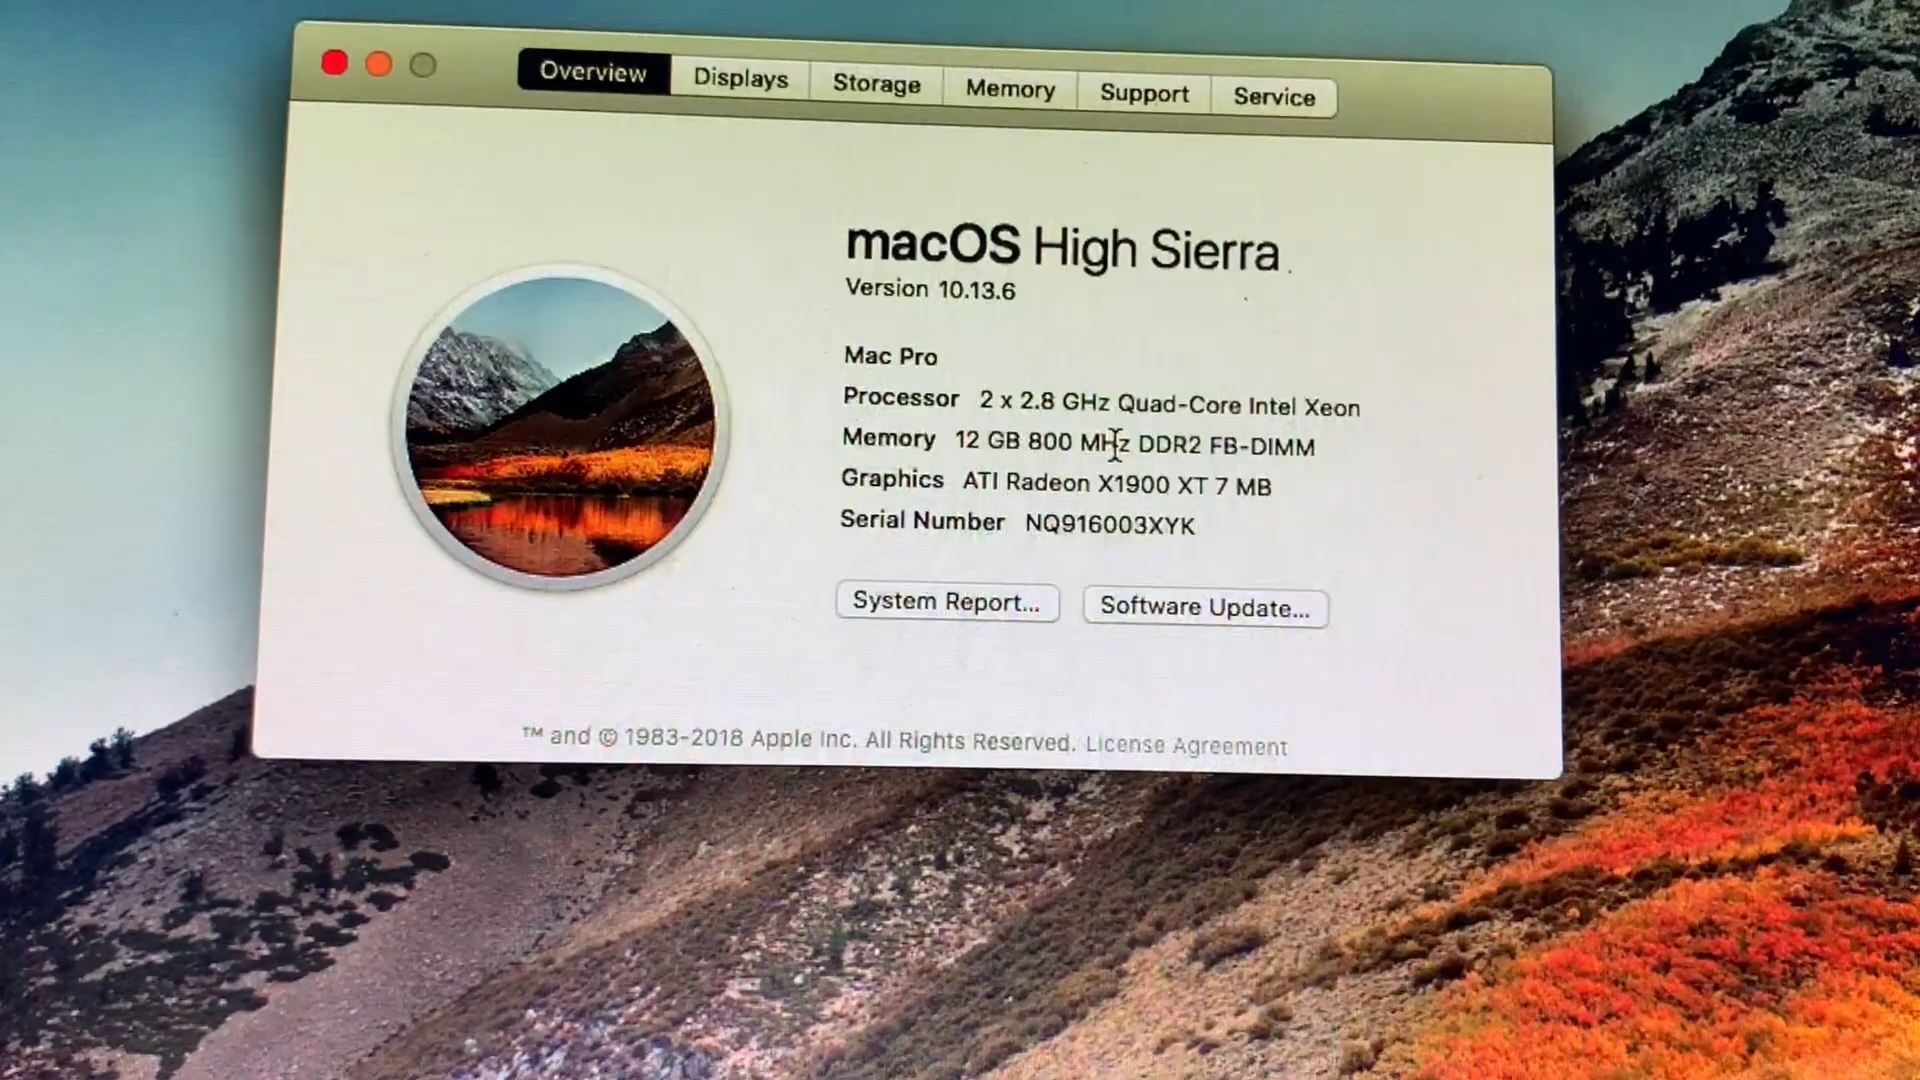 Overview Displays Storage Memory Support Service
macOS High Sierra
Version 10.13.6
Mac Pro
Processor 2 x 2.8 GHz Quad-Core Intel Xeon
Memory 12 GB 800 MHz DDR2 FB-DIMM
Graphics ATI Radeon X1900 XT 7 MB
Serial Number NQ916003XYK
System Report... Software Update...
™ and © 1983-2018 Apple Inc. All Rights Reserved. License Agreement